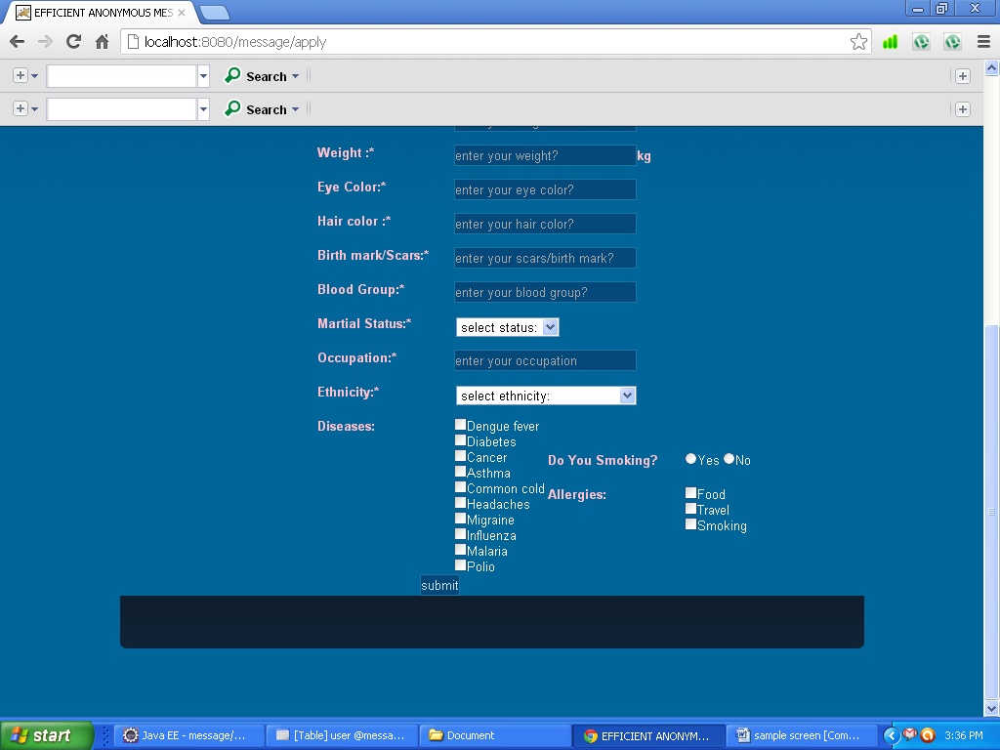 EFFICIENT ANONYMOUS MES
localhost:8080/message/apply
Search
Search
Weight :*
enter your weight?
kg
Eye Color:*
enter your eye color?
Hair color :*
enter your hair color?
Birth mark/Scars:*
enter your scars/birth mark?
Blood Group:*
enter your blood group?
Martial Status:*
select status:
Occupation:*
enter your occupation
Ethnicity:*
select ethnicity:
Diseases:
Dengue fever
Diabetes
Cancer
Asthma
Common cold
Headaches
Migraine
Influenza
Malaria
Polio
Do You Smoking?
Yes No
Allergies:
Food
Travel
Smoking
submit
start
Java EE - message/...
[Table] user @messa...
Document
EFFICIENT ANONYM...
sample screen [Com...
3:36 PM